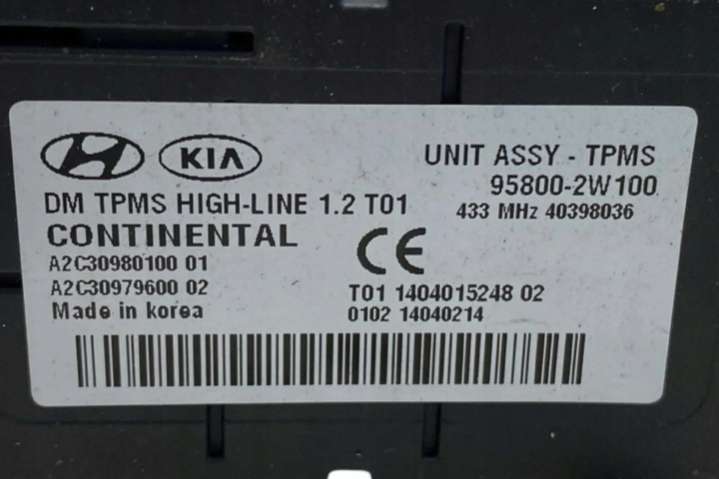 KIA
UNIT ASSY - TPMS
95800-2W100
DM TPMS HIGH-LINE 1.2 T01
433 MHz 40398036
CONTINENTAL
CE
A2C30980100 01
A2C30979600 02
T01 1404015248 02
Made in korea
0102 14040214